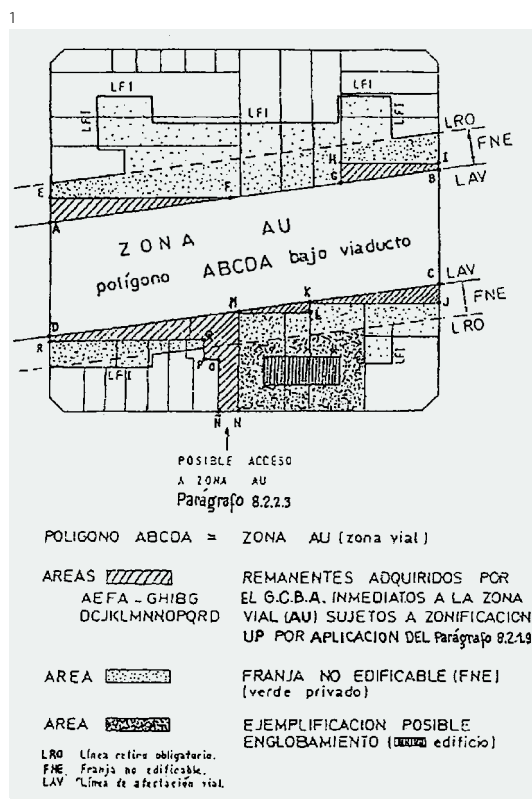 1
LFI
LFI
LFI
LFI
LFI
LRO
FNE
H
I
E
F
G
B
LAV
A
ZONA AU
polígono ABCDA bajo viaducto
C
LAV
K
M
L
J
FNE
D
LRO
R
LFI
P
O
LFI
Ñ N
POSIBLE ACCESO
A ZONA AU
Parágrafo 8.2.2.3
POLIGONO ABCDA = ZONA AU (zona vial)
AREAS REMANENTES ADQUIRIDOS POR
AEFA - GHIBG EL G.C.B.A. INMEDIATOS A LA ZONA
DCJKLMNÑOPQRD VIAL (AU) SUJETOS A ZONIFICACION
UP POR APLICACION DEL Parágrafo 8.2.1.9
AREA FRANJA NO EDIFICABLE (FNE)
(verde privado)
AREA EJEMPLIFICACION POSIBLE
ENGLOBAMIENTO ( edificio)
LRO Línea retiro obligatorio.
FNE Franja no edificable.
LAV Línea de afectación vial.